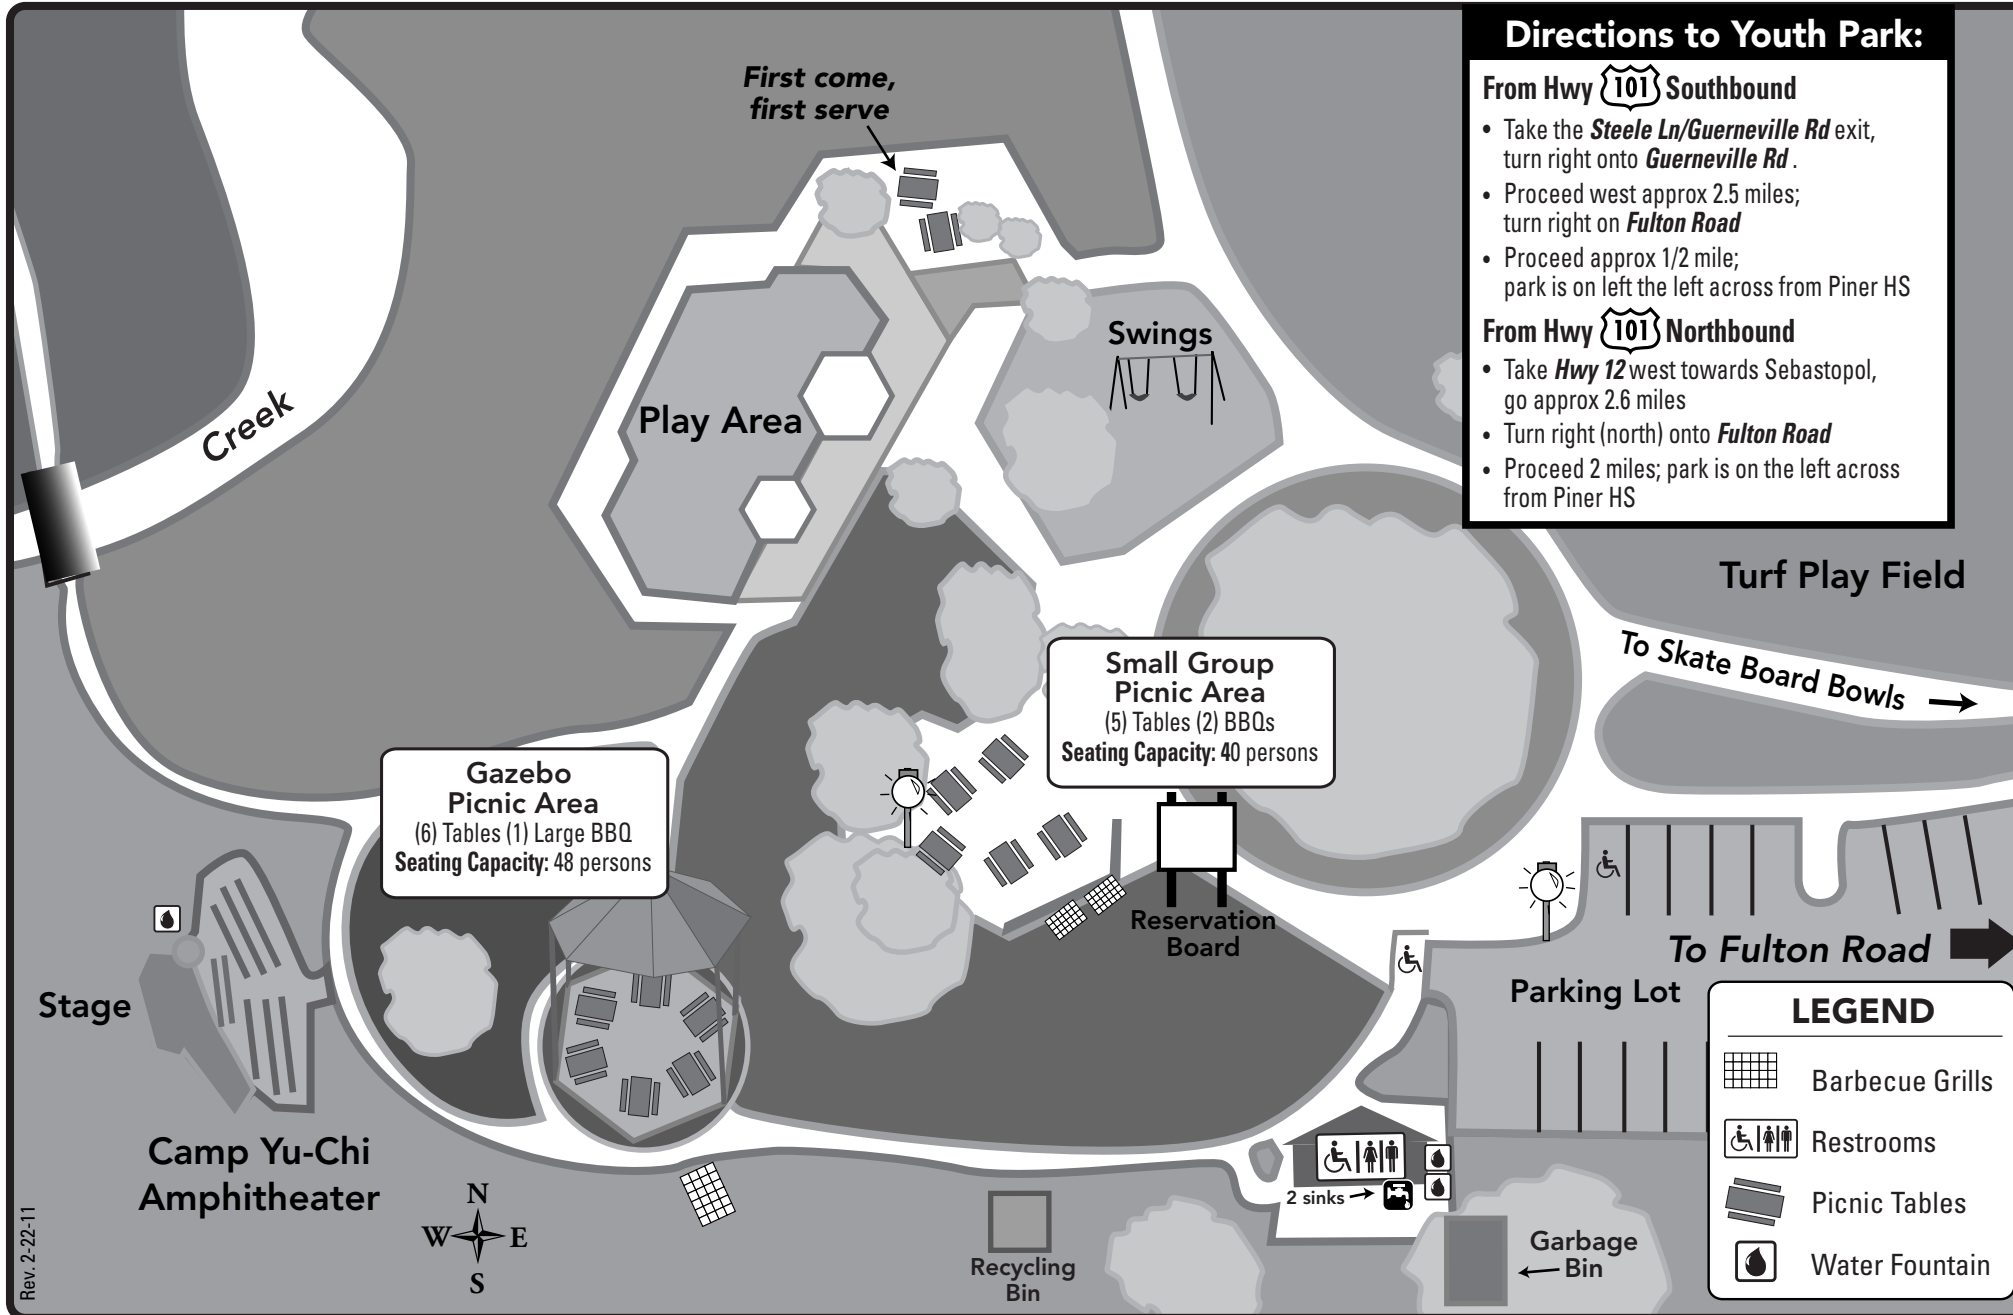 Directions to Youth Park:
From Hwy 101 Southbound
• Take the Steele Ln/Guerneville Rd exit,
turn right onto Guerneville Rd .
• Proceed west approx 2.5 miles;
turn right on Fulton Road
• Proceed approx 1/2 mile;
park is on left the left across from Piner HS
From Hwy 101 Northbound
• Take Hwy 12 west towards Sebastopol,
go approx 2.6 miles
• Turn right (north) onto Fulton Road
• Proceed 2 miles; park is on the left across
from Piner HS
First come,
first serve
Swings
Play Area
Creek
Turf Play Field
To Skate Board Bowls
Small Group
Picnic Area
(5) Tables (2) BBQs
Seating Capacity: 40 persons
Gazebo
Picnic Area
(6) Tables (1) Large BBQ
Seating Capacity: 48 persons
Reservation
Board
To Fulton Road
Parking Lot
Stage
Camp Yu-Chi
Amphitheater
N
W E
S
2 sinks
Recycling
Bin
Garbage
Bin
LEGEND
Barbecue Grills
Restrooms
Picnic Tables
Water Fountain
Rev. 2-22-11